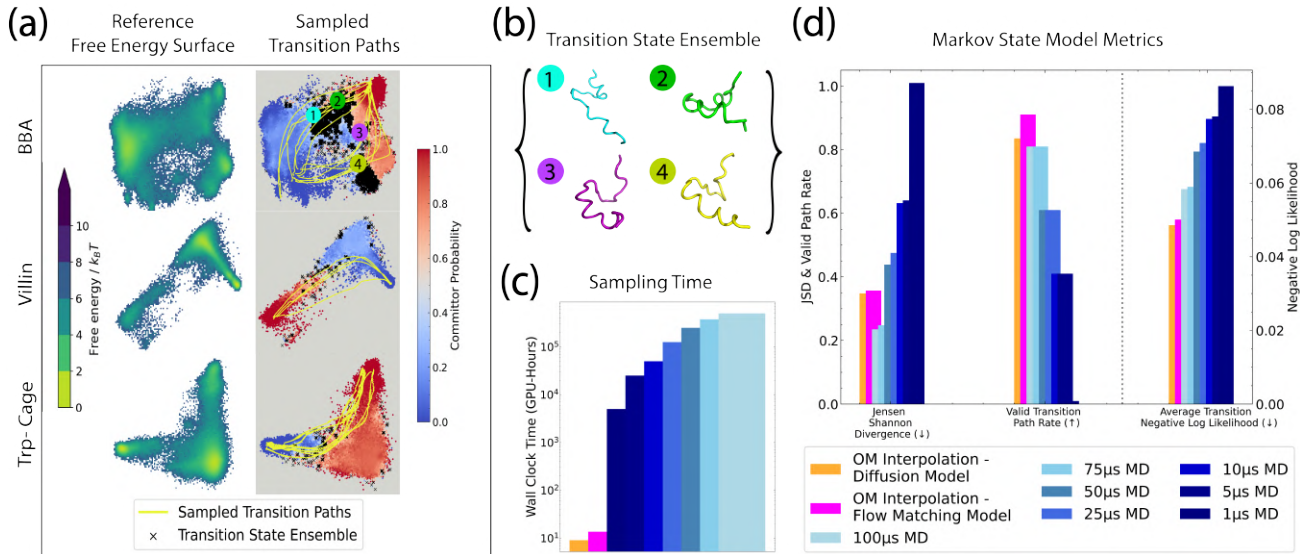 (a)
Reference
Free Energy Surface
Sampled
Transition Paths
BBA
Villin
Trp- Cage
10
8
6
4
2
0
Free energy / k_BT
1
2
3
4
1.0
0.8
0.6
0.4
0.2
0.0
Committor Probability
Sampled Transition Paths
× Transition State Ensemble
(b)
Transition State Ensemble
1
2
3
4
(c)
Sampling Time
Wall Clock Time (GPU-Hours)
10^5
10^4
10^3
10^2
10^1
(d)
Markov State Model Metrics
JSD & Valid Path Rate
1.0
0.8
0.6
0.4
0.2
0.0
Negative Log Likelihood
0.08
0.06
0.04
0.02
0.00
Jensen
Shannon
Divergence (↓)
Valid Transition
Path Rate (↑)
Average Transition
Negative Log Likelihood (↓)
OM Interpolation -
Diffusion Model
OM Interpolation -
Flow Matching Model
100μs MD
75μs MD
50μs MD
25μs MD
10μs MD
5μs MD
1μs MD